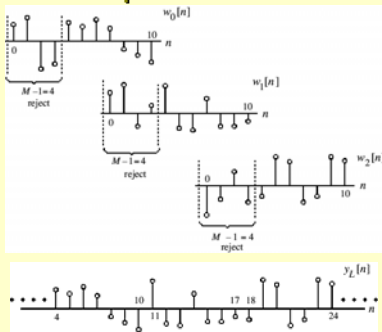 w₀[n]
0 10 n
M – 1 = 4
reject
w₁[n]
0 10 n
M – 1 = 4
reject
w₂[n]
0 10 n
M – 1 = 4
reject
y_L[n]
4 10 11 17 18 24 n